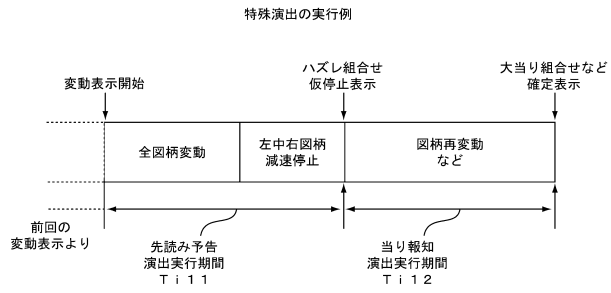 特殊演出の実行例
変動表示開始
ハズレ組合せ
仮停止表示
大当り組合せなど
確定表示
全図柄変動
左中右図柄
減速停止
図柄再変動
など
前回の
変動表示より
先読み予告
演出実行期間
Ti11
当り報知
演出実行期間
Ti12